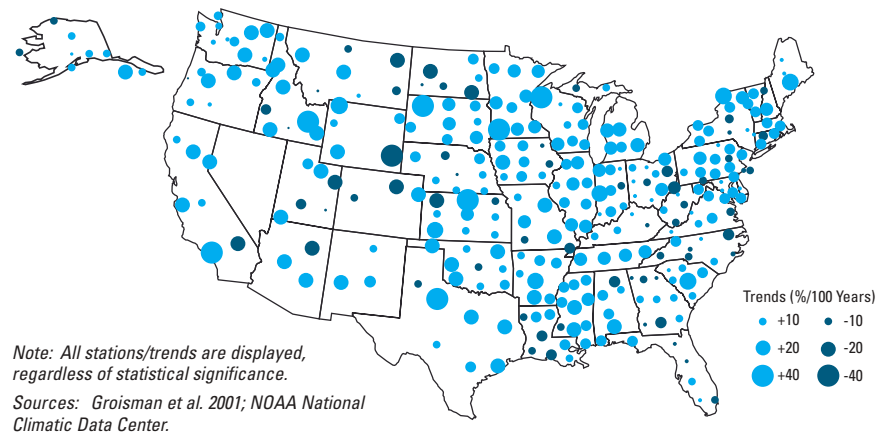 Trends (%/100 Years)
+10 -10
+20 -20
+40 -40
Note: All stations/trends are displayed,
regardless of statistical significance.
Sources: Groisman et al. 2001; NOAA National
Climatic Data Center.